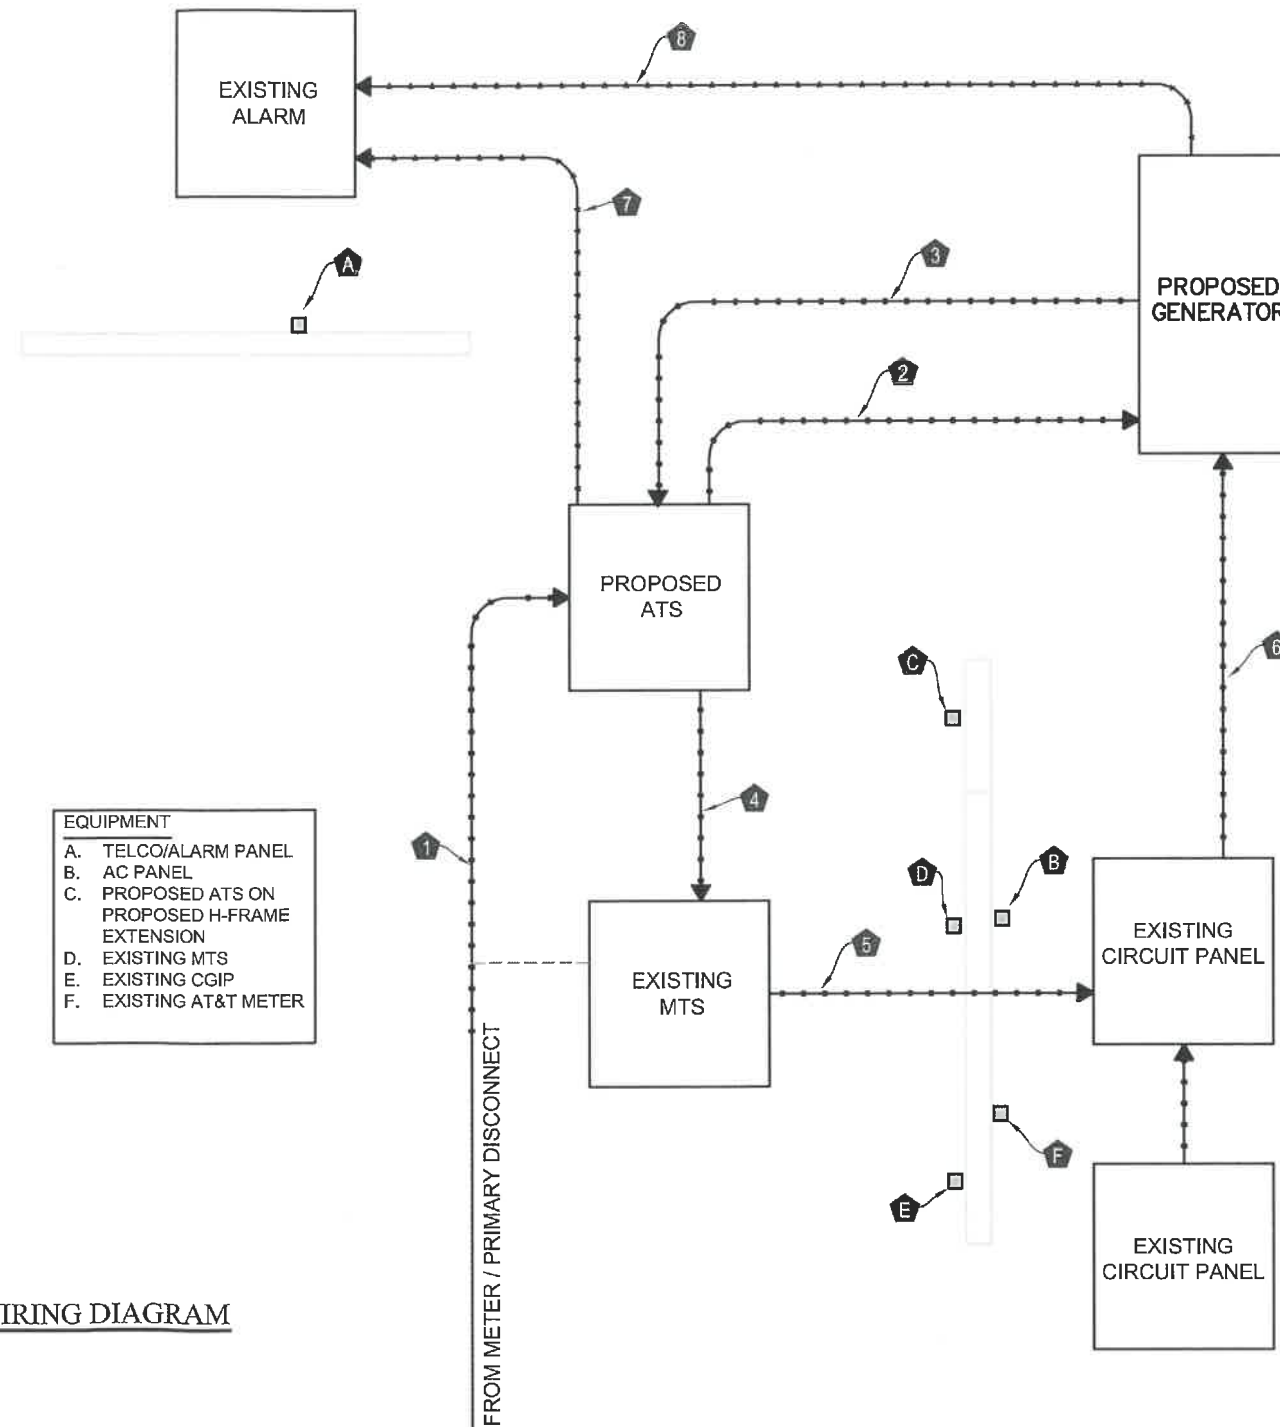 8
EXISTING
ALARM
7
A
3
PROPOSED
GENERATOR
2
PROPOSED
ATS
C
6
4
EQUIPMENT
A. TELCO/ALARM PANEL
B. AC PANEL
C. PROPOSED ATS ON
PROPOSED H-FRAME
EXTENSION
D. EXISTING MTS
E. EXISTING CGIP
F. EXISTING AT&T METER
1
D
B
5
EXISTING
MTS
EXISTING
CIRCUIT PANEL
FROM METER / PRIMARY DISCONNECT
F
E
EXISTING
CIRCUIT PANEL
IRING DIAGRAM